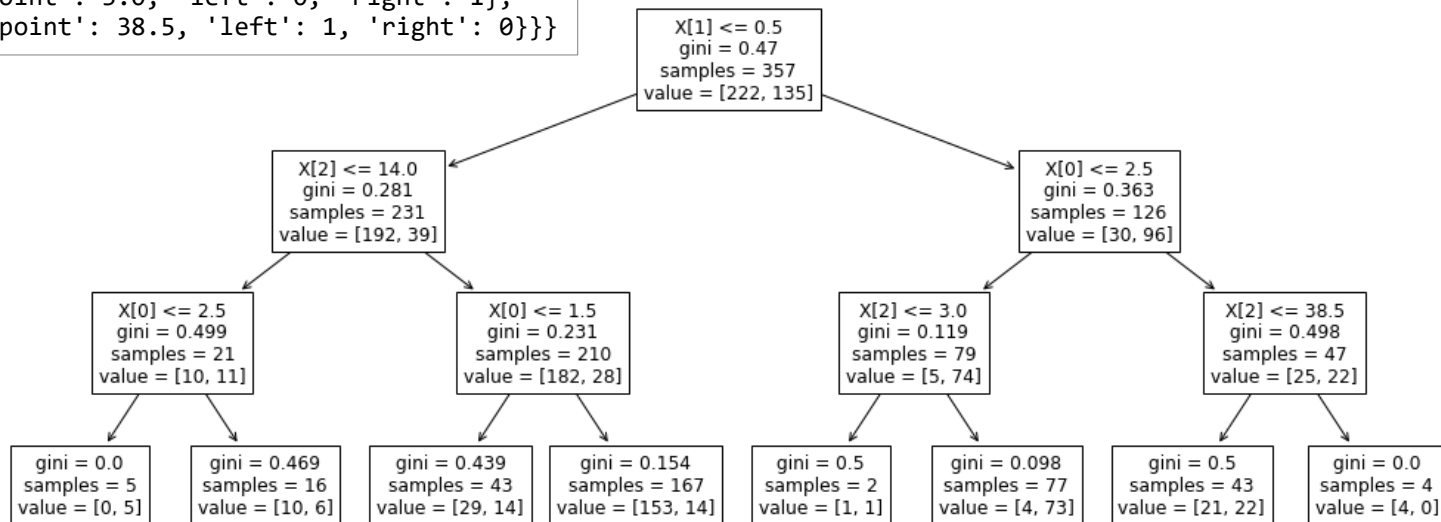 point': 38.5, 'left': 1, 'right': 0}}}
X[1] <= 0.5
gini = 0.47
samples = 357
value = [222, 135]
X[2] <= 14.0
gini = 0.281
samples = 231
value = [192, 39]
X[0] <= 2.5
gini = 0.363
samples = 126
value = [30, 96]
X[0] <= 2.5
gini = 0.499
samples = 21
value = [10, 11]
X[0] <= 1.5
gini = 0.231
samples = 210
value = [182, 28]
X[2] <= 3.0
gini = 0.119
samples = 79
value = [5, 74]
X[2] <= 38.5
gini = 0.498
samples = 47
value = [25, 22]
gini = 0.0
samples = 5
value = [0, 5]
gini = 0.469
samples = 16
value = [10, 6]
gini = 0.439
samples = 43
value = [29, 14]
gini = 0.154
samples = 167
value = [153, 14]
gini = 0.5
samples = 2
value = [1, 1]
gini = 0.098
samples = 77
value = [4, 73]
gini = 0.5
samples = 43
value = [21, 22]
gini = 0.0
samples = 4
value = [4, 0]